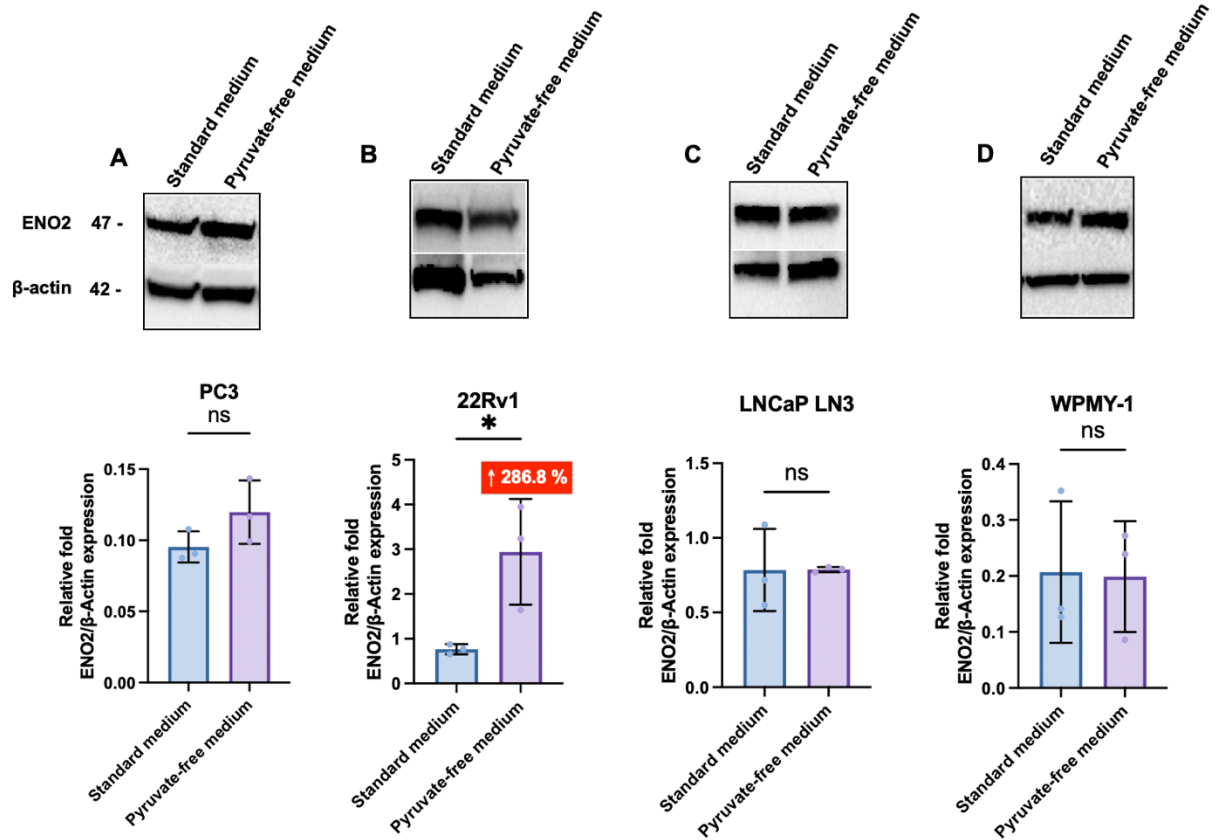 A
Standard medium
Pyruvate-free medium
B
Standard medium
Pyruvate-free medium
C
Standard medium
Pyruvate-free medium
D
Standard medium
Pyruvate-free medium
ENO2 47 -
β-actin 42 -
PC3
ns
Relative fold
ENO2/β-Actin expression
0.15
0.10
0.05
0.00
Standard medium
Pyruvate-free medium
22Rv1
*
↑ 286.8 %
Relative fold
ENO2/β-Actin expression
5
4
3
2
1
0
Standard medium
Pyruvate-free medium
LNCaP LN3
ns
Relative fold
ENO2/β-Actin expression
1.5
1.0
0.5
0.0
Standard medium
Pyruvate-free medium
WPMY-1
ns
Relative fold
ENO2/β-Actin expression
0.4
0.3
0.2
0.1
0.0
Standard medium
Pyruvate-free medium